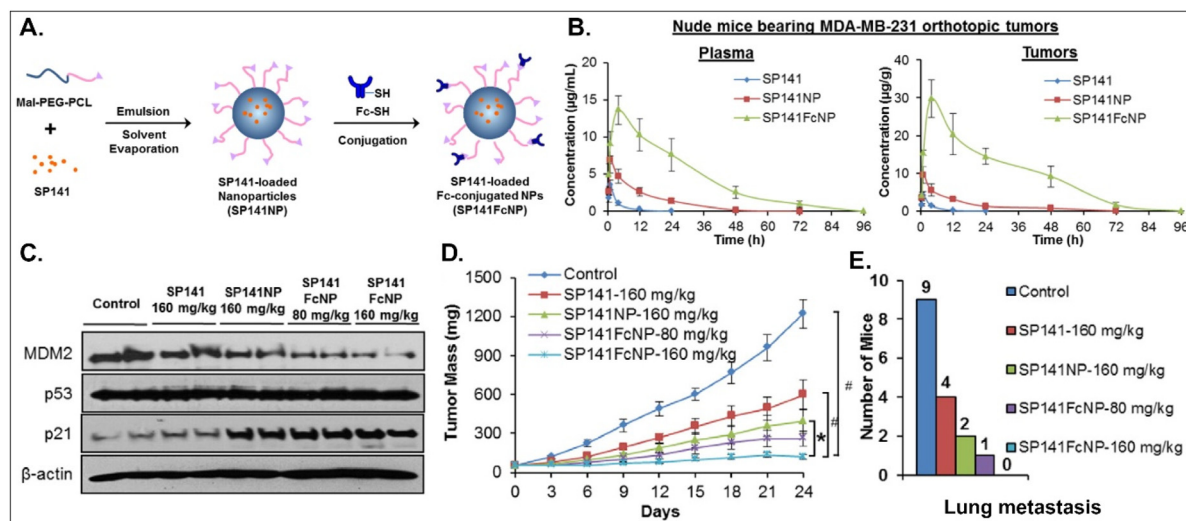 A.
Mal-PEG-PCL
+
SP141
Emulsion
Solvent
Evaporation
SP141-loaded
Nanoparticles
(SP141NP)
SH
Fc-SH
Conjugation
SP141-loaded
Fc-conjugated NPs
(SP141FcNP)
B.
Nude mice bearing MDA-MB-231 orthotopic tumors
Plasma
Concentration (µg/mL)
20
15
10
5
0
SP141
SP141NP
SP141FcNP
0 12 24 36 48 60 72 84 96
Time (h)
Tumors
Concentration (µg/g)
40
30
20
10
0
SP141
SP141NP
SP141FcNP
0 12 24 36 48 60 72 84 96
Time (h)
C.
Control
SP141
160 mg/kg
SP141NP
160 mg/kg
SP141
FcNP
80 mg/kg
SP141
FcNP
160 mg/kg
MDM2
p53
p21
β-actin
D.
Tumor Mass (mg)
1500
1200
900
600
300
0
Control
SP141-160 mg/kg
SP141NP-160 mg/kg
SP141FcNP-80 mg/kg
SP141FcNP-160 mg/kg
*
#
#
0 3 6 9 12 15 18 21 24
Days
E.
Number of Mice
10
8
6
4
2
0
9
4
2
1
0
Control
SP141-160 mg/kg
SP141NP-160 mg/kg
SP141FcNP-80 mg/kg
SP141FcNP-160 mg/kg
Lung metastasis